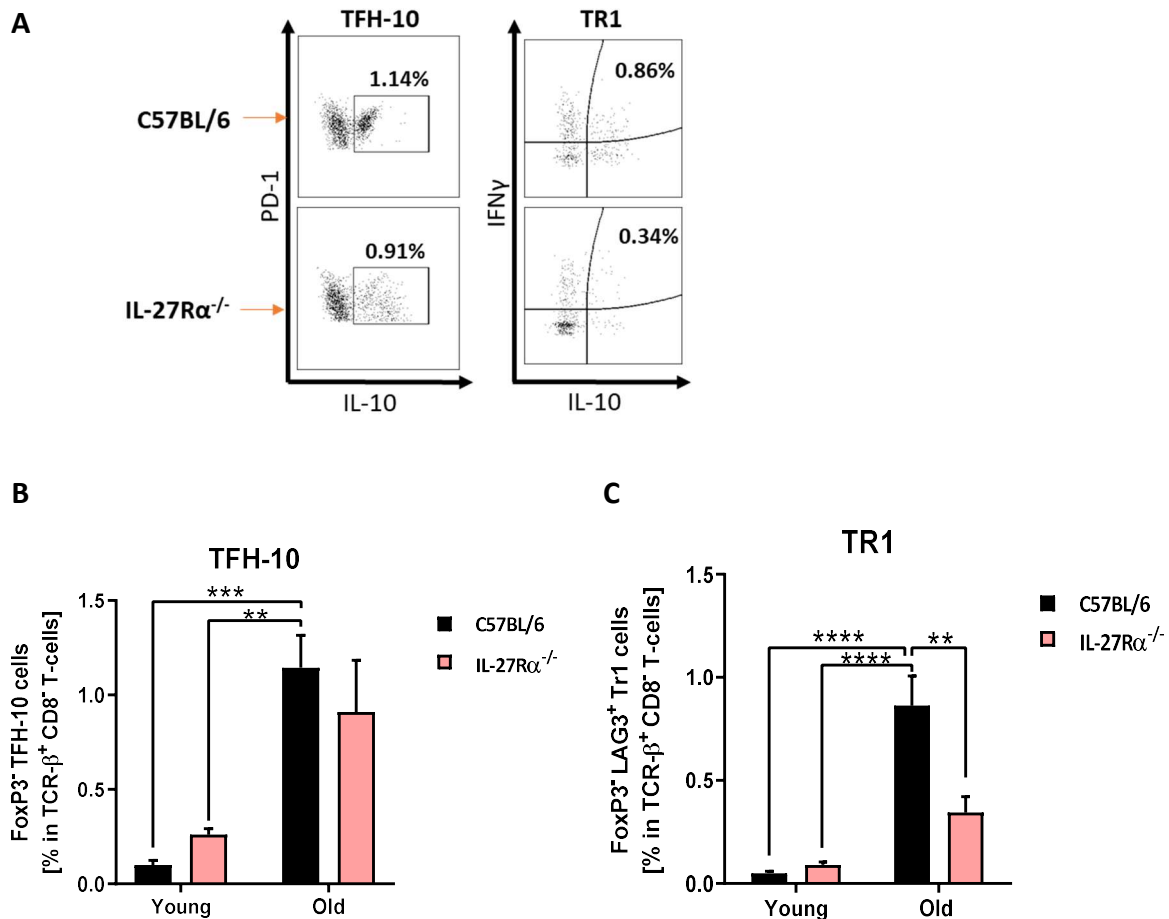 A
TFH-10
TR1
C57BL/6
1.14%
0.86%
IL-27Rα-/-
0.91%
0.34%
PD-1
IFNγ
IL-10
IL-10
B
TFH-10
FoxP3- TFH-10 cells
[% in TCR-β+ CD8- T-cells]
1.5
1.0
0.5
0.0
***
**
Young
Old
C57BL/6
IL-27Rα-/-
C
TR1
FoxP3- LAG3+ Tr1 cells
[% in TCR-β+ CD8- T-cells]
1.5
1.0
0.5
0.0
****
**
****
Young
Old
C57BL/6
IL-27Rα-/-